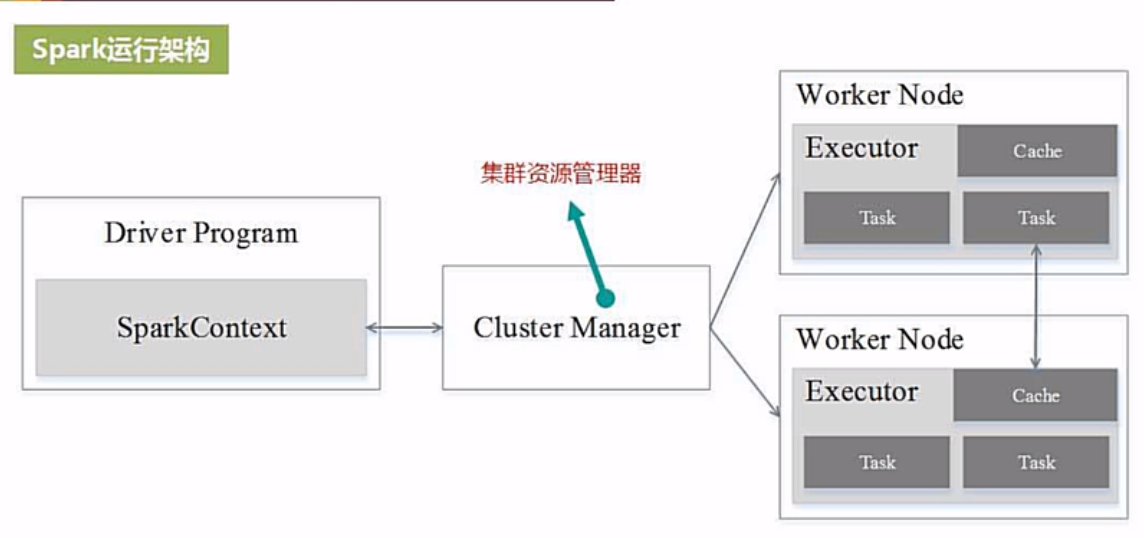 Spark运行架构
集群资源管理器
Driver Program
SparkContext
Cluster Manager
Worker Node
Executor
Cache
Task
Task
Worker Node
Executor
Cache
Task
Task